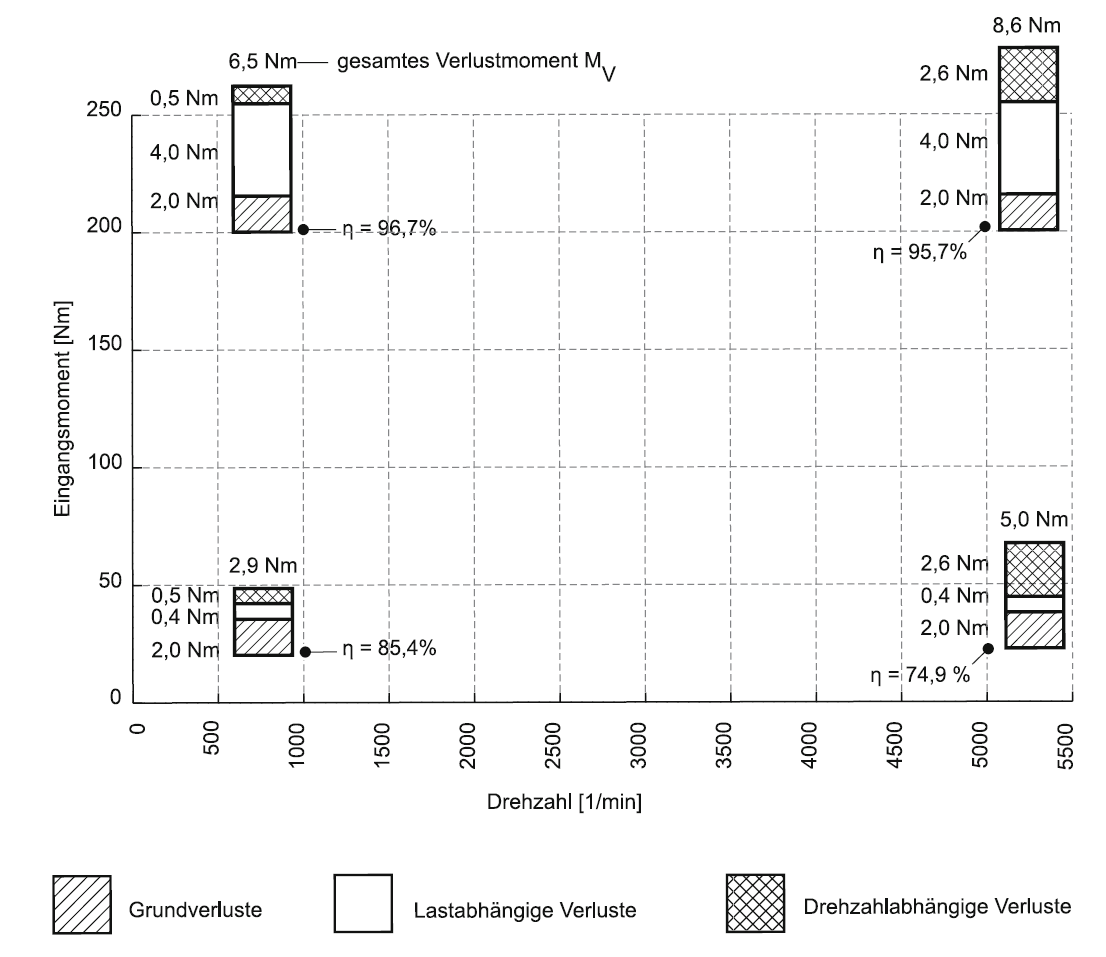 8,6 Nm
6,5 Nm gesamtes Verlustmoment MV
2,6 Nm
0,5 Nm
250
4,0 Nm
4,0 Nm
2,0 Nm
2,0 Nm
200
η = 96,7%
η = 95,7%
150
Eingangsmoment [Nm]
100
5,0 Nm
2,9 Nm
2,6 Nm
50
0,5 Nm
0,4 Nm
0,4 Nm
2,0 Nm
2,0 Nm
η = 85,4%
η = 74,9 %
0
0 500 1000 1500 2000 2500 3000 3500 4000 4500 5000 5500
Drehzahl [1/min]
Grundverluste
Lastabhängige Verluste
Drehzahlabhängige Verluste